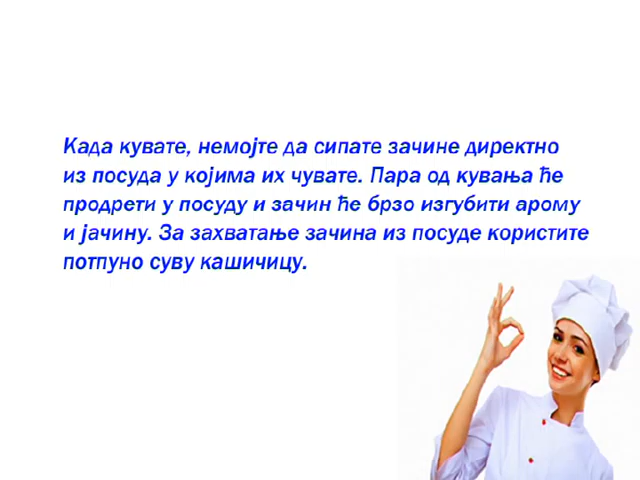 Када кувате, немојте да сипате зачине директно
из посуда у којима их чувате. Пара од кувања ће
продрети у посуду и зачин ће брзо изгубити арому
и јачину. За захватање зачина из посуде користите
потпуно суву кашичицу.